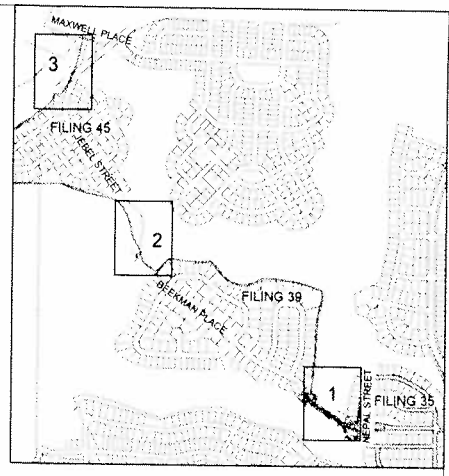 MAXWELL PLACE
3
FILING 45
JEBEL STREET
2
FILING 39
BEEKMAN PLACE
1
NEPAL STREET
FILING 35